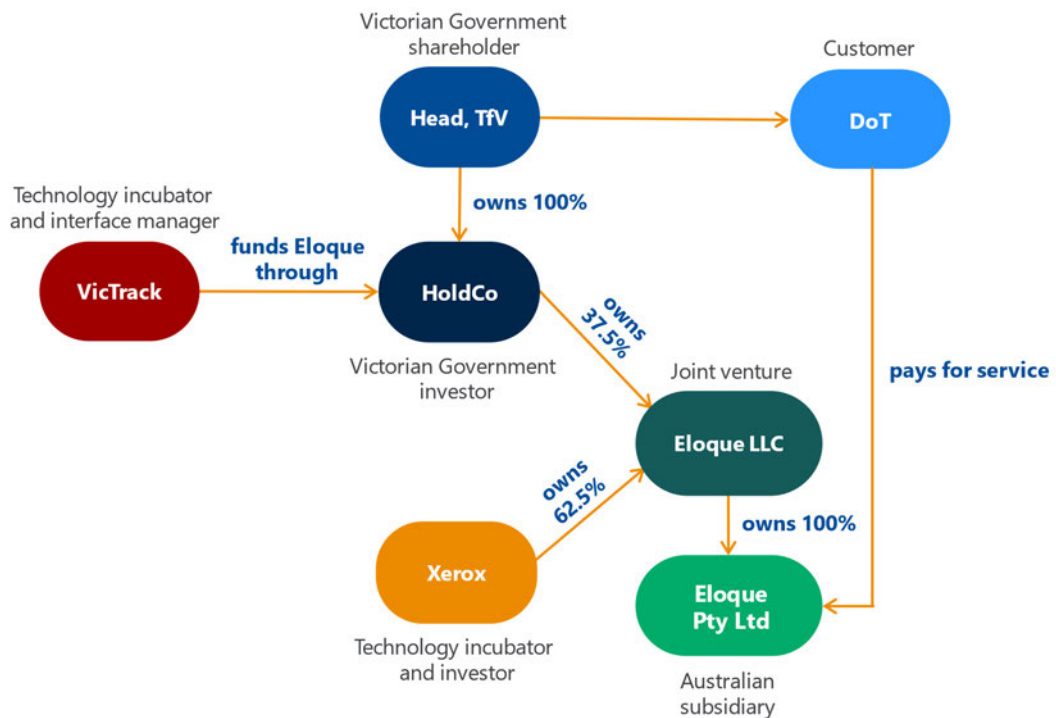 Victorian Government
shareholder
Customer
Head, TfV
DoT
owns 100%
Technology incubator
and interface manager
funds Eloque
through
VicTrack
HoldCo
owns
37.5%
Victorian Government
investor
Joint venture
pays for service
Eloque LLC
owns
62.5%
owns 100%
Xerox
Eloque
Pty Ltd
Technology incubator
and investor
Australian
subsidiary